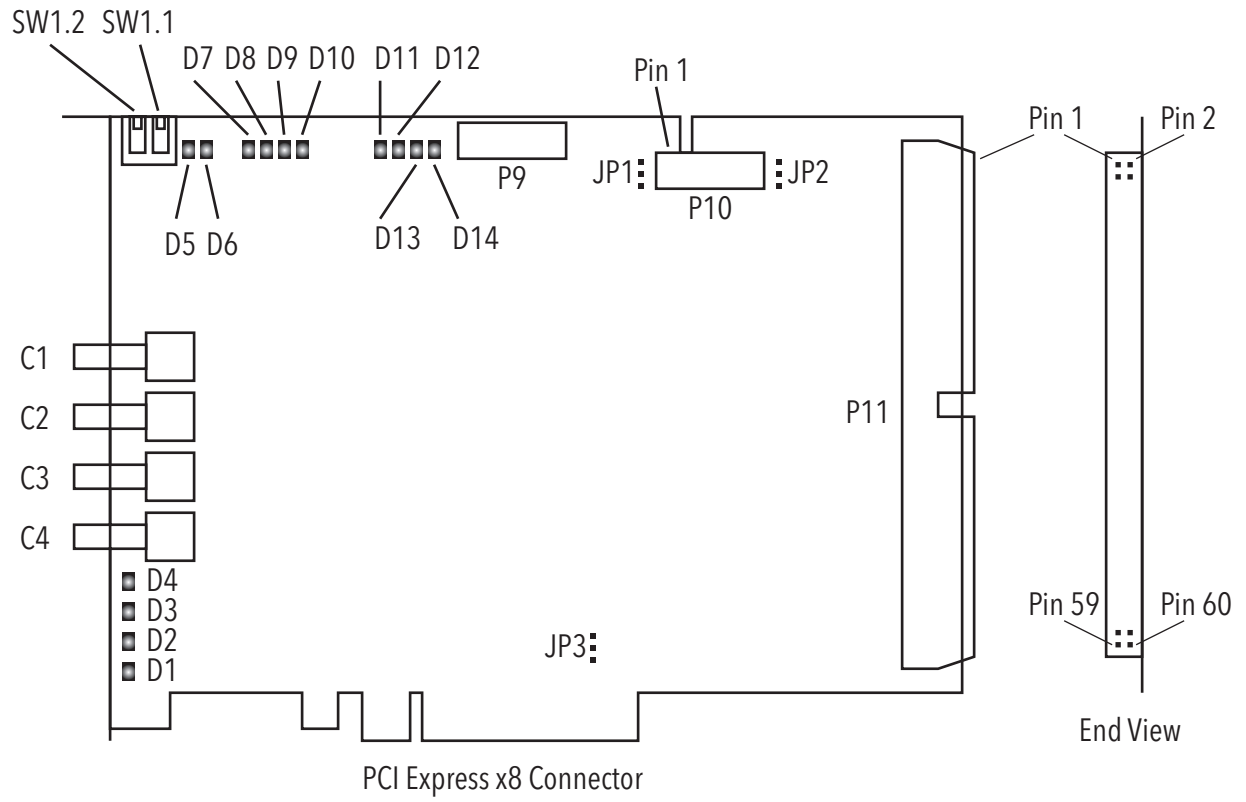 SW1.2 SW1.1
D7 D8 D9 D10 D11 D12
Pin 1
Pin 1 Pin 2
JP1 JP2
P9
P10
D5 D6
D13 D14
C1
C2
P11
C3
C4
D4
D3
D2
D1
JP3
Pin 59 Pin 60
End View
PCI Express x8 Connector